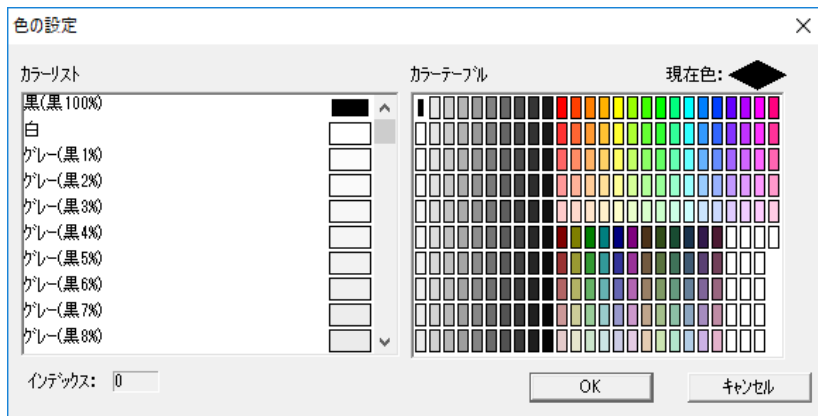 色の設定
カラーリスト
黒(黒100%)
白
グレー(黒1%)
グレー(黒2%)
グレー(黒3%)
グレー(黒4%)
グレー(黒5%)
グレー(黒6%)
グレー(黒7%)
グレー(黒8%)
インデックス: 0
カラーテーブル
現在色:
OK
キャンセル